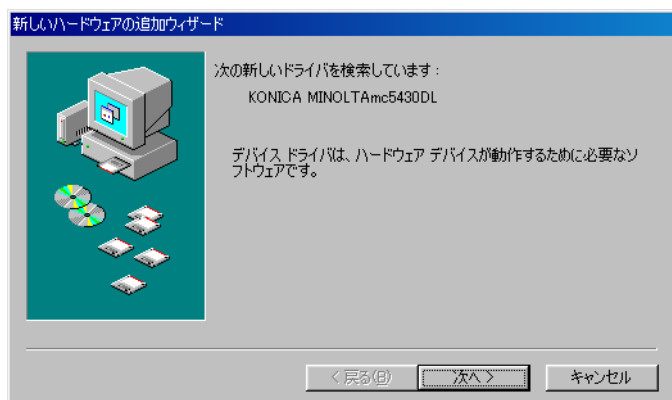 新しいハードウェアの追加ウィザード
次の新しいドライバを検索しています：
KONICA MINOLTAmc5430DL
デバイス ドライバは、ハードウェア デバイスが動作するために必要なソ
フトウェアです。
< 戻る(B)
次へ >
キャンセル